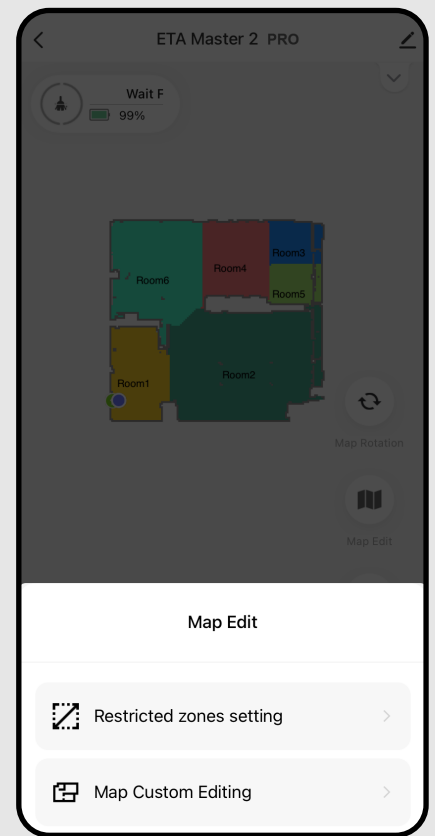 ETA Master 2 PRO
Wait F
99%
Room3
Room4
Room6
Room5
Room2
Room1
Map Rotation
Map Edit
Map Edit
Restricted zones setting
Map Custom Editing